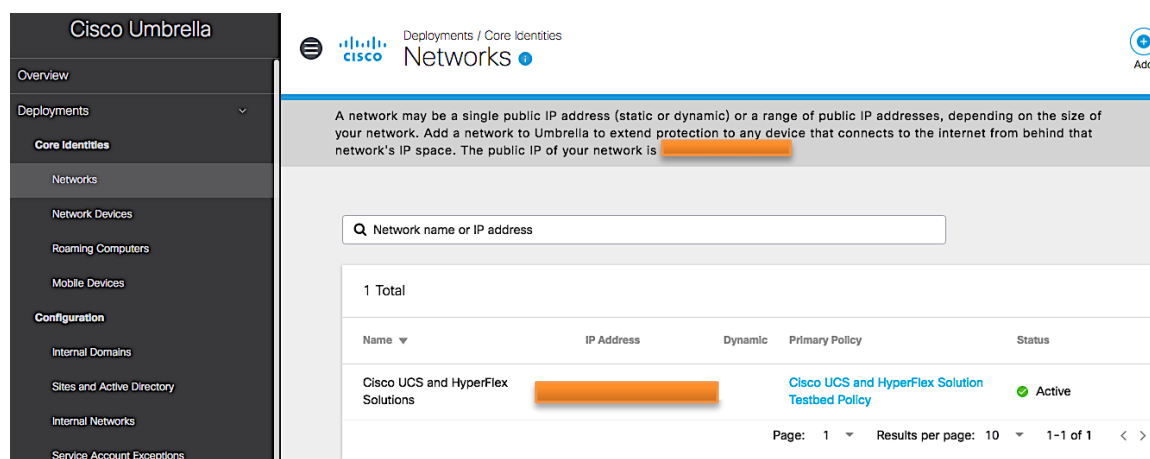 Cisco Umbrella
Overview
Deployments
Core Identities
Networks
Network Devices
Roaming Computers
Mobile Devices
Configuration
Internal Domains
Sites and Active Directory
Internal Networks
Service Account Exceptions
CISCO
Deployments / Core Identities
Networks
Add
A network may be a single public IP address (static or dynamic) or a range of public IP addresses, depending on the size of
your network. Add a network to Umbrella to extend protection to any device that connects to the internet from behind that
network's IP space. The public IP of your network is
Network name or IP address
1 Total
Name IP Address Dynamic Primary Policy Status
Cisco UCS and HyperFlex Cisco UCS and HyperFlex Solution
Solutions Testbed Policy Active
Page: 1 Results per page: 10 1-1 of 1 < >